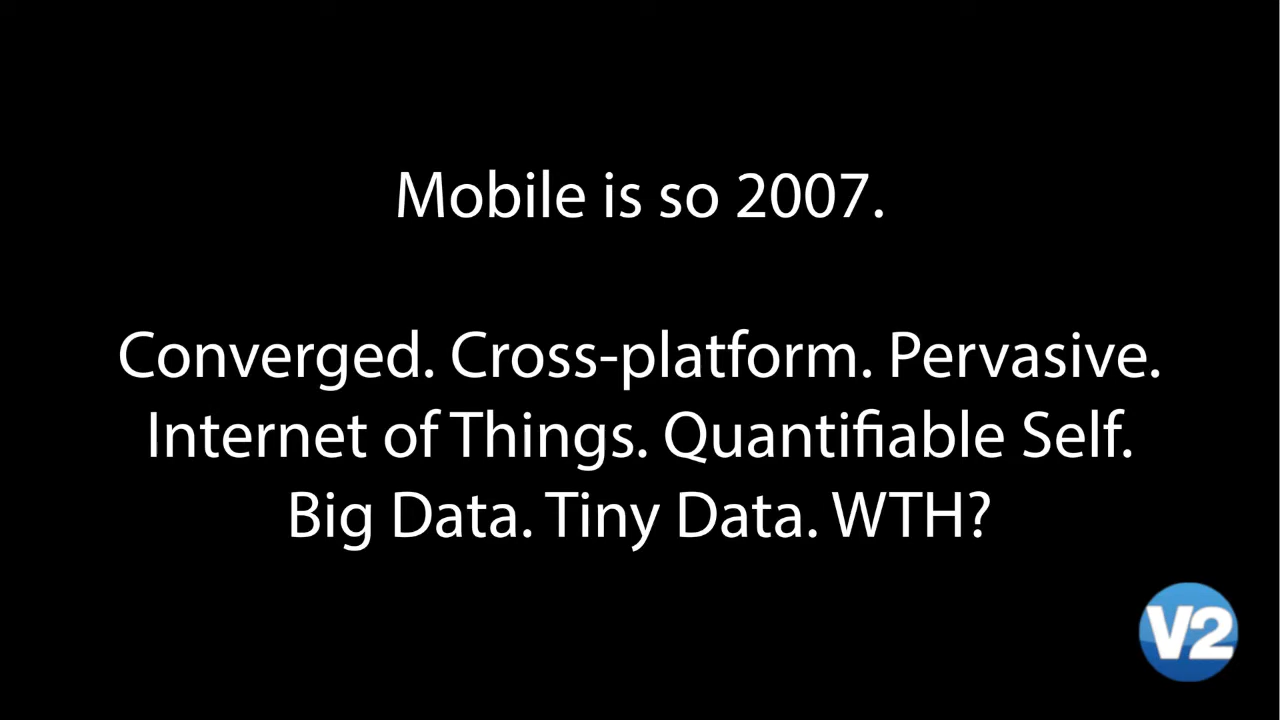 Mobile is so 2007.
Converged. Cross-platform. Pervasive.
Internet of Things. Quantifiable Self.
Big Data. Tiny Data. WTH?
V2